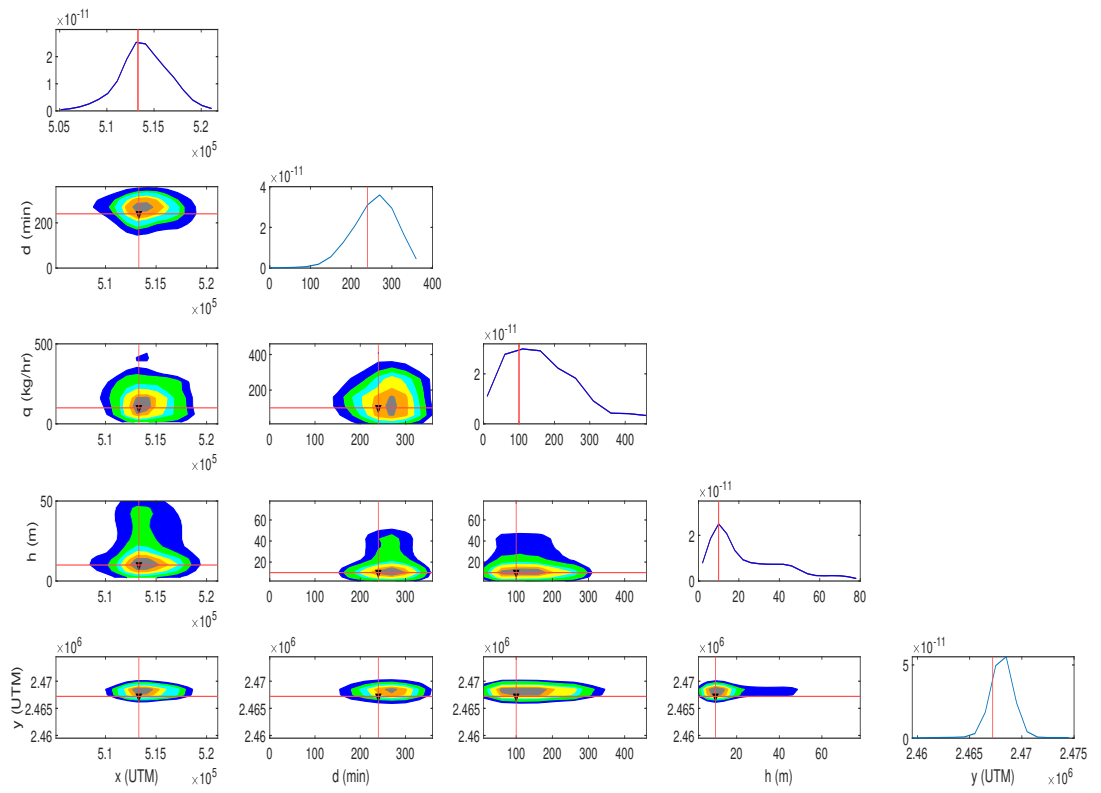 ×10⁻¹¹
2
1
0
5.05 5.1 5.15 5.2
×10⁵
d (min)
200
0
5.1 5.15 5.2
×10⁵
×10⁻¹¹
4
2
0
0 100 200 300 400
q (kg/hr)
500
0
5.1 5.15 5.2
×10⁵
400
200
0 100 200 300
×10⁻¹¹
2
0
0 100 200 300 400
h (m)
50
0
5.1 5.15 5.2
×10⁵
60
40
20
0 100 200 300
60
40
20
100 200 300 400
×10⁻¹¹
2
0
0 20 40 60 80
y (UTM)
×10⁶
2.47
2.465
2.46
5.1 5.15 5.2
x (UTM) ×10⁵
×10⁶
2.47
2.465
2.46
0 100 200 300
d (min)
×10⁶
2.47
2.465
2.46
100 200 300 400
×10⁶
2.47
2.465
2.46
20 40 60
h (m)
×10⁻¹¹
5
0
2.46 2.465 2.47 2.475
y (UTM) ×10⁶